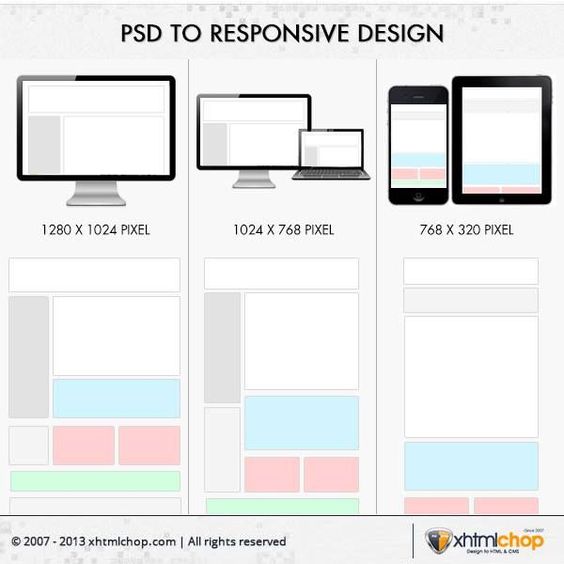 PSD TO RESPONSIVE DESIGN
1280 X 1024 PIXEL
1024 X 768 PIXEL
768 X 320 PIXEL
© 2007 - 2013 xhtmlchop.com | All rights reserved
Since 2007
xhtmlchop
Design to HTML & CMS